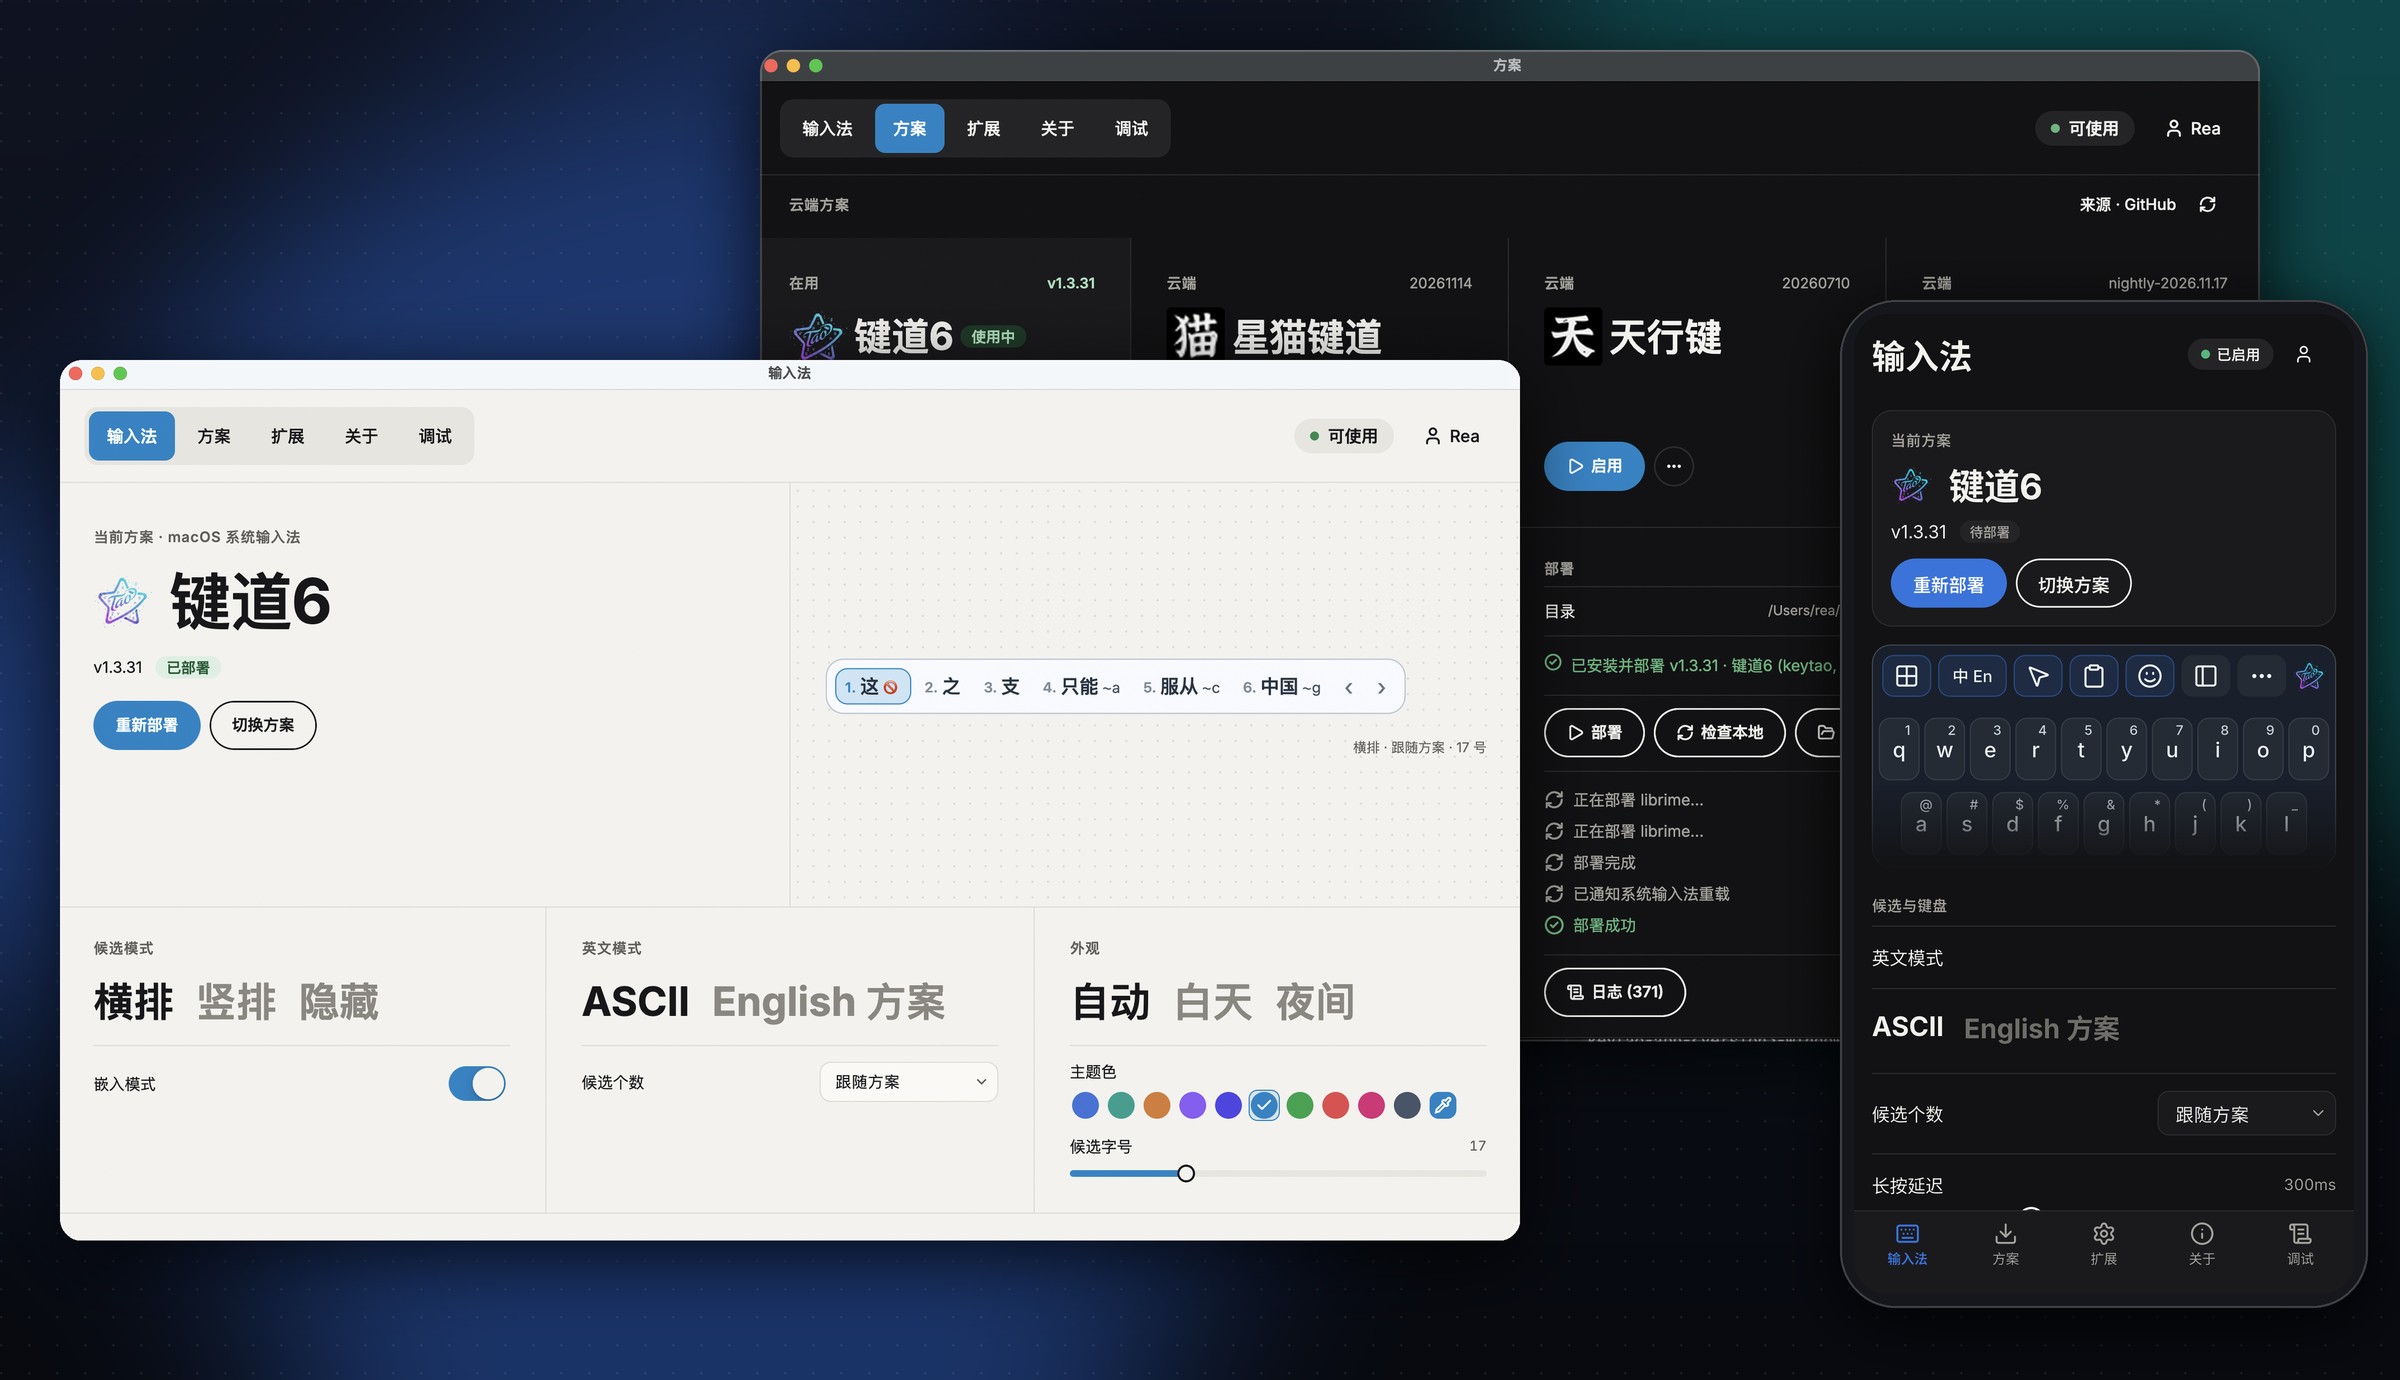 方案
输入法 方案 扩展 关于 调试
可使用 Rea
云端方案
来源 · GitHub
在用 v1.3.31
键道6 使用中
云端 20261114
猫 星猫键道
云端 20260710
天 天行键
启用
云端 nightly-2026.11.17
部署
目录 /Users/rea/
已安装并部署 v1.3.31 · 键道6 (keytao,
部署 检查本地
正在部署 librime...
正在部署 librime...
部署完成
已通知系统输入法重载
部署成功
日志 (371)
输入法
输入法 方案 扩展 关于 调试
可使用 Rea
当前方案 · macOS 系统输入法
Tao 键道6
v1.3.31 已部署
重新部署 切换方案
1. 这 2. 之 3. 支 4. 只能 ~a 5. 服从 ~c 6. 中国 ~g ‹ ›
横排 · 跟随方案 · 17 号
候选模式
横排 竖排 隐藏
嵌入模式
英文模式
ASCII English 方案
候选个数 跟随方案
外观
自动 白天 夜间
主题色
候选字号 17
输入法
已启用
当前方案
键道6
v1.3.31 待部署
重新部署 切换方案
中 En
1 2 3 4 5 6 7 8 9 0
q w e r t y u i o p
@ # $ % & * ( ) _
a s d f g h j k l
候选与键盘
英文模式
ASCII English 方案
候选个数 跟随方案
长按延迟 300ms
输入法 方案 扩展 关于 调试